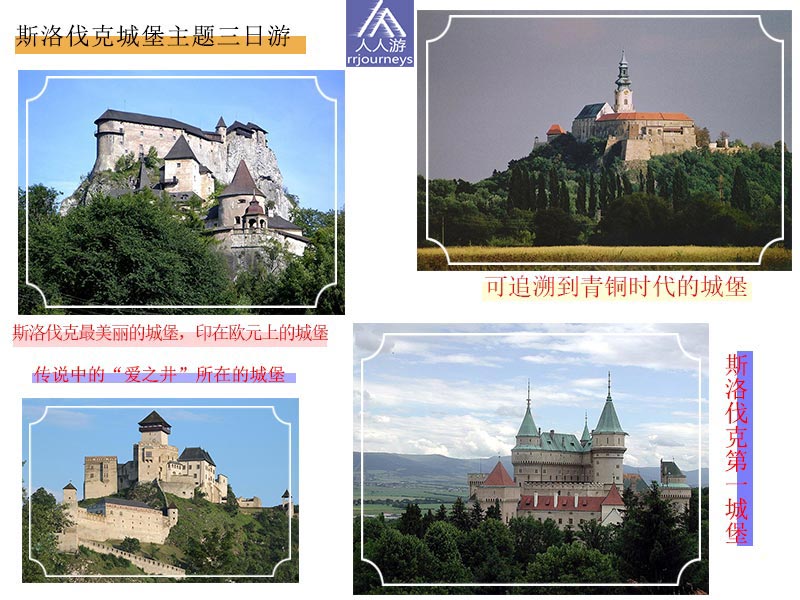 斯洛伐克城堡主题三日游
人人游
rrjourneys
可追溯到青铜时代的城堡
斯洛伐克最美丽的城堡，印在欧元上的城堡
传说中的“爱之井”所在的城堡
斯洛伐克第一城堡